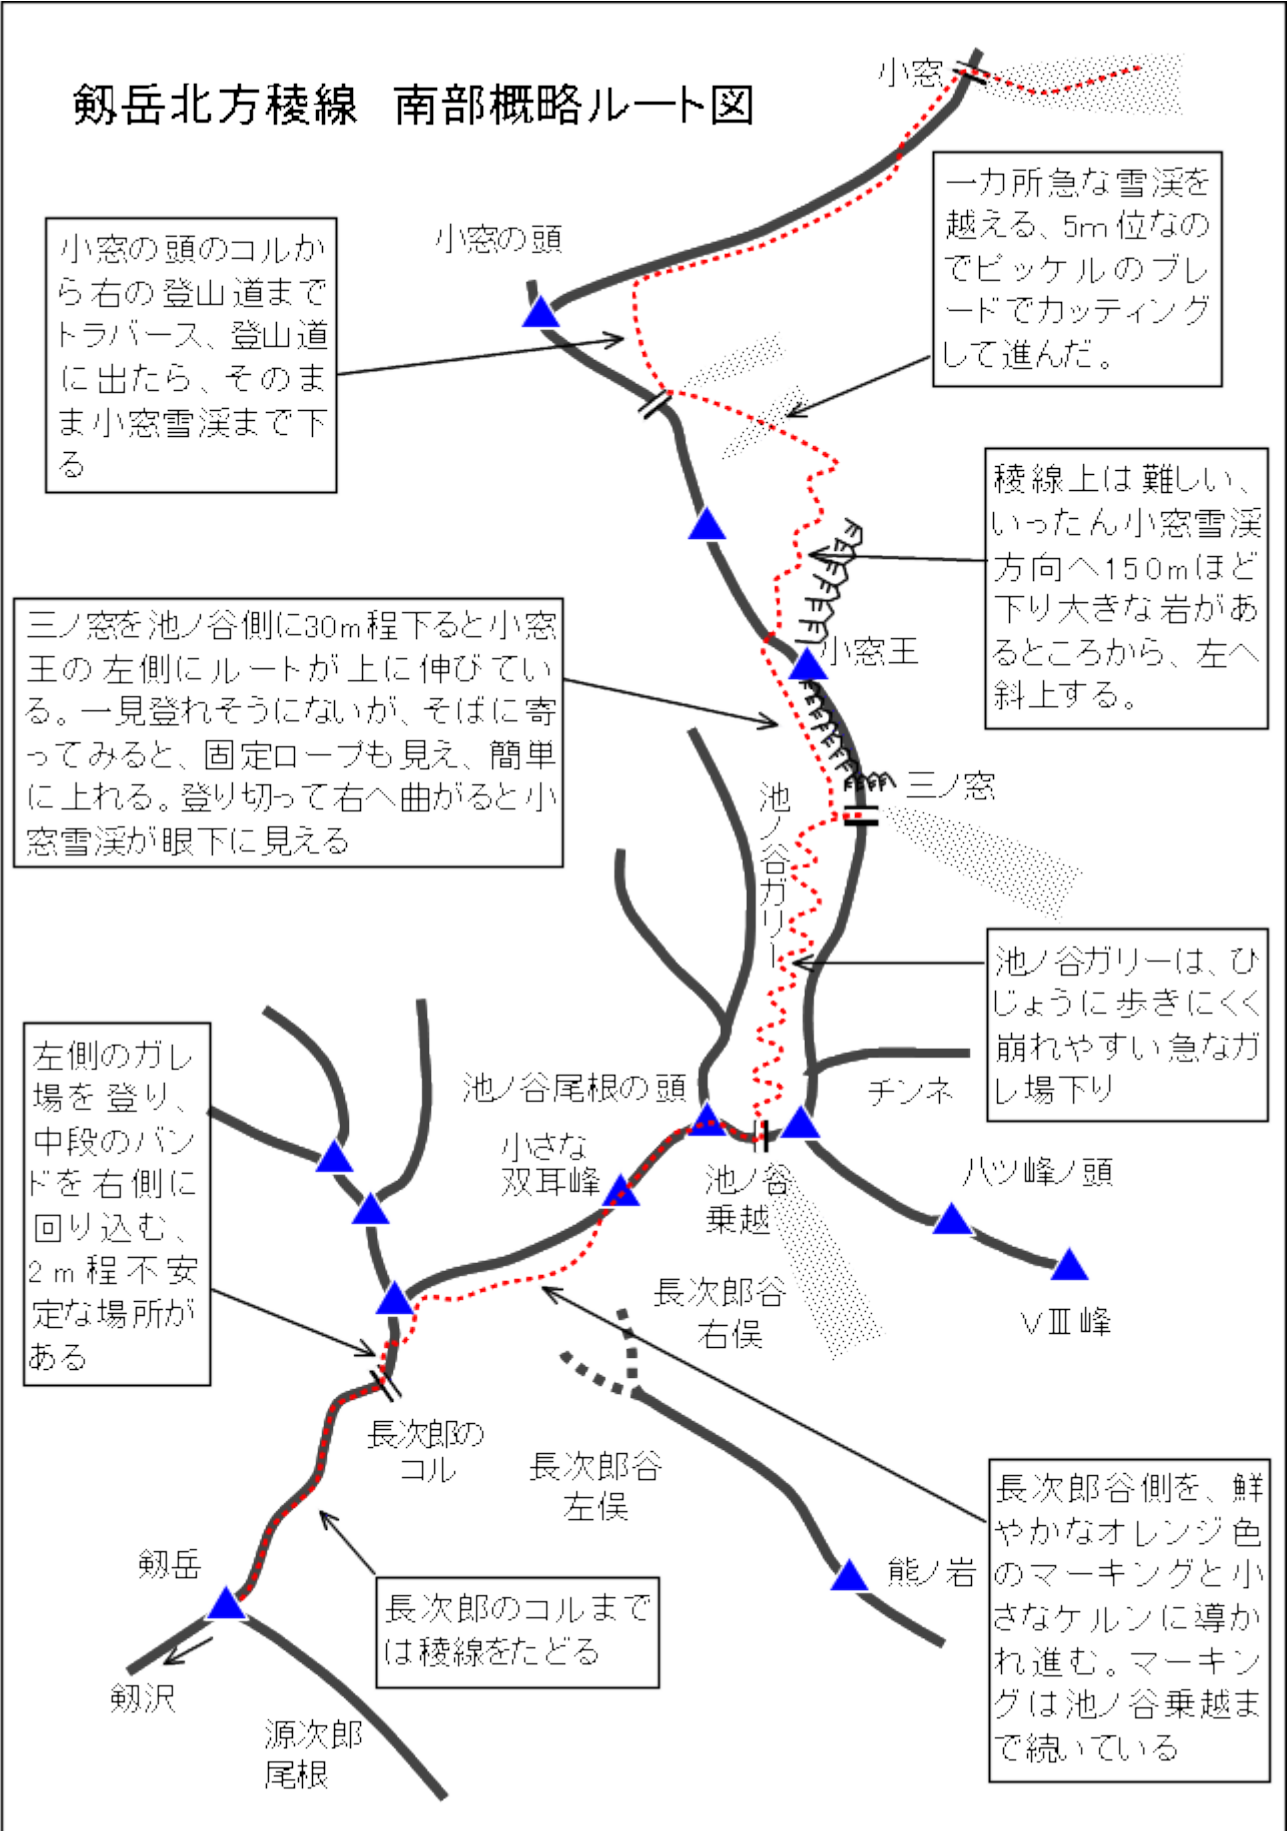 剱岳北方稜線 南部概略ルート図
小窓
一カ所急な雪渓を
越える、5m位なの
でピッケルのブレ
ードでカッティング
して進んだ。
小窓の頭
小窓の頭のコルか
ら右の登山道まで
トラバース、登山道
に出たら、そのま
ま小窓雪渓まで下
る
稜線上は難しい、
いったん小窓雪渓
方向へ150mほど
下り大きな岩があ
るところから、左へ
斜上する。
三ノ窓を池ノ谷側に30m程下ると小窓
王の左側にルートが上に伸びてい
る。一見登れそうにないが、そばに寄
ってみると、固定ロープも見え、簡単
に上れる。登り切って右へ曲がると小
窓雪渓が眼下に見える
小窓王
三ノ窓
池ノ谷ガリー
池ノ谷ガリーは、ひ
じょうに歩きにくく
崩れやすい急なガ
レ場下り
左側のガレ
場を登り、
中段のバン
ドを右側に
回り込む、
2m程不安
定な場所が
ある
池ノ谷尾根の頭
チンネ
小さな
双耳峰
池ノ谷
乗越
八ツ峰ノ頭
長次郎谷
右俣
VⅢ峰
長次郎の
コル
長次郎谷
左俣
長次郎谷側を、鮮
やかなオレンジ色
のマーキングと小
さなケルンに導か
れ進む。マーキン
グは池ノ谷乗越ま
で続いている
剱岳
熊ノ岩
長次郎のコルまで
は稜線をたどる
剱沢
源次郎
尾根